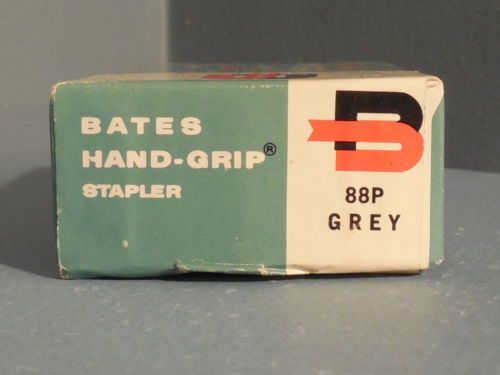 BATES
HAND-GRIP®
STAPLER
B
88P
GREY